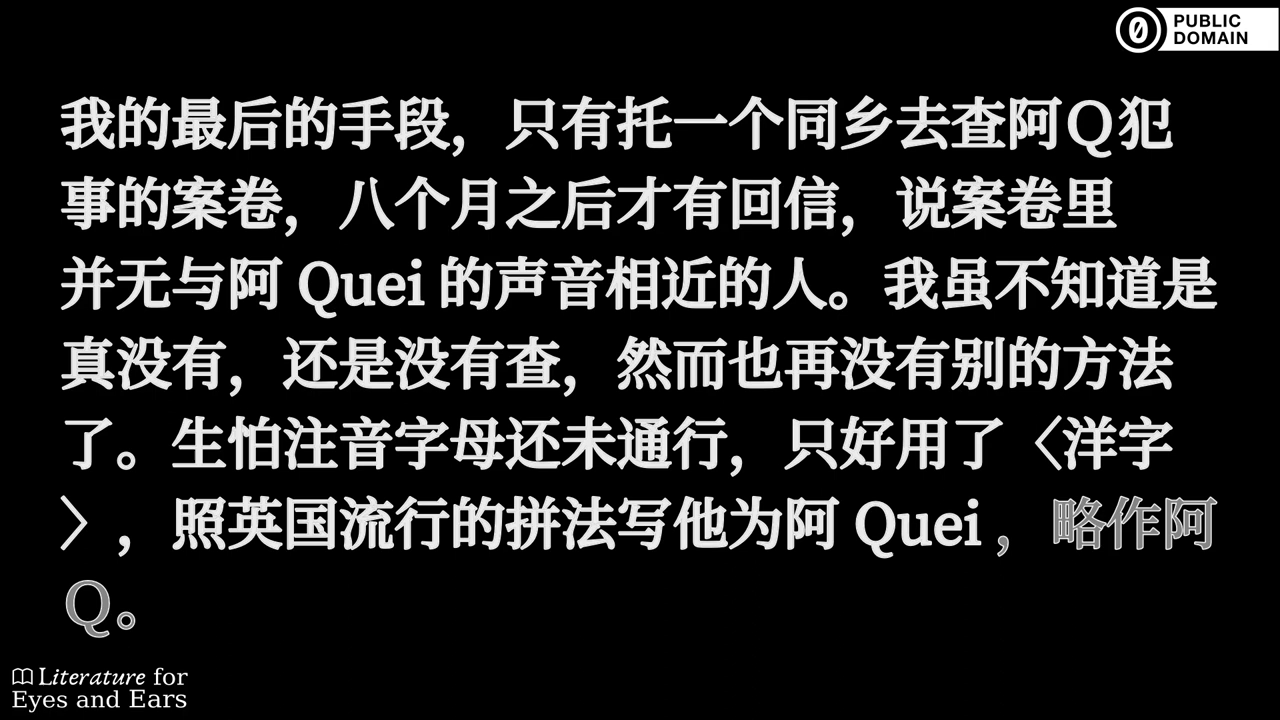 PUBLIC
DOMAIN
我的最后的手段，只有托一个同乡去查阿Q犯
事的案卷，八个月之后才有回信，说案卷里
并无与阿 Quei 的声音相近的人。我虽不知道是
真没有，还是没有查，然而也再没有别的方法
了。生怕注音字母还未通行，只好用了〈洋字
〉，照英国流行的拼法写他为阿 Quei ，略作阿
Q。
Literature for
Eyes and Ears